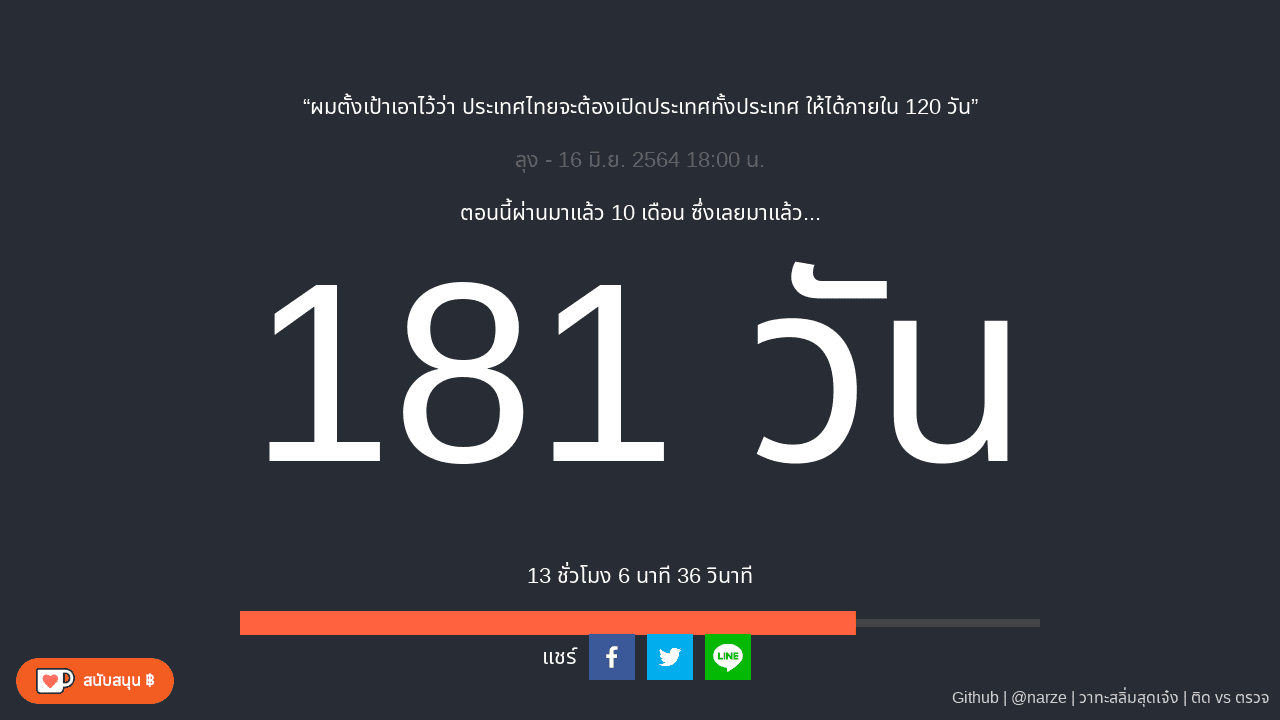 “ผมตั้งเป้าเอาไว้ว่า ประเทศไทยจะต้องเปิดประเทศทั้งประเทศ ให้ได้ภายใน 120 วัน”
ลุง - 16 มิ.ย. 2564 18:00 น.
ตอนนี้ผ่านมาแล้ว 10 เดือน ซึ่งเลยมาแล้ว...
181 วัน
13 ชั่วโมง 6 นาที 36 วินาที
แชร์
LINE
สนับสนุน ฿
Github | @narze | วาทะสลิ่มสุดเจ๋ง | ติด vs ตรวจ